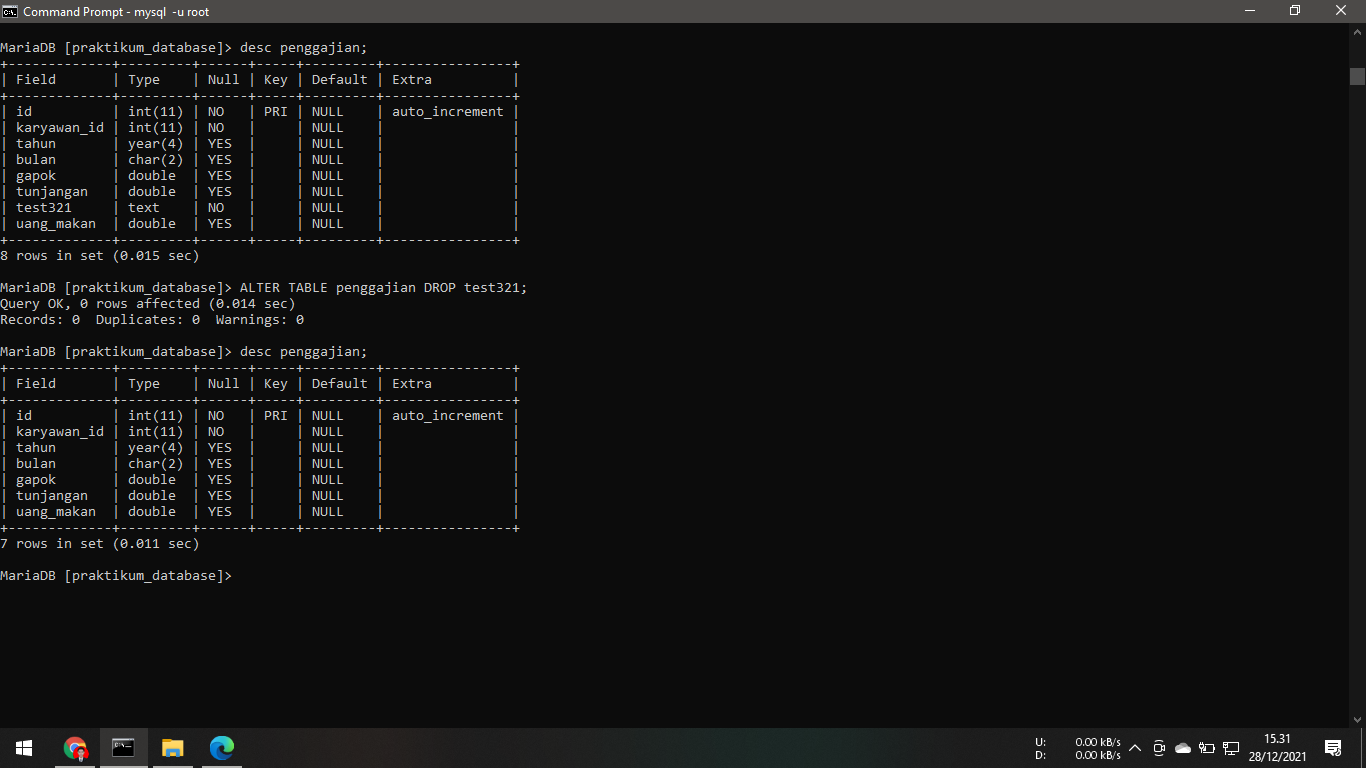 Command Prompt - mysql  -u root
MariaDB [praktikum_database]> desc penggajian;
+-------------+---------+------+-----+---------+----------------+
| Field       | Type    | Null | Key | Default | Extra          |
+-------------+---------+------+-----+---------+----------------+
| id          | int(11) | NO   | PRI | NULL    | auto_increment |
| karyawan_id | int(11) | NO   |     | NULL    |                |
| tahun       | year(4) | YES  |     | NULL    |                |
| bulan       | char(2) | YES  |     | NULL    |                |
| gapok       | double  | YES  |     | NULL    |                |
| tunjangan   | double  | YES  |     | NULL    |                |
| test321     | text    | NO   |     | NULL    |                |
| uang_makan  | double  | YES  |     | NULL    |                |
+-------------+---------+------+-----+---------+----------------+
8 rows in set (0.015 sec)
MariaDB [praktikum_database]> ALTER TABLE penggajian DROP test321;
Query OK, 0 rows affected (0.014 sec)
Records: 0  Duplicates: 0  Warnings: 0
MariaDB [praktikum_database]> desc penggajian;
+-------------+---------+------+-----+---------+----------------+
| Field       | Type    | Null | Key | Default | Extra          |
+-------------+---------+------+-----+---------+----------------+
| id          | int(11) | NO   | PRI | NULL    | auto_increment |
| karyawan_id | int(11) | NO   |     | NULL    |                |
| tahun       | year(4) | YES  |     | NULL    |                |
| bulan       | char(2) | YES  |     | NULL    |                |
| gapok       | double  | YES  |     | NULL    |                |
| tunjangan   | double  | YES  |     | NULL    |                |
| uang_makan  | double  | YES  |     | NULL    |                |
+-------------+---------+------+-----+---------+----------------+
7 rows in set (0.011 sec)
MariaDB [praktikum_database]>
U: 0.00 kB/s
D: 0.00 kB/s
15.31
28/12/2021